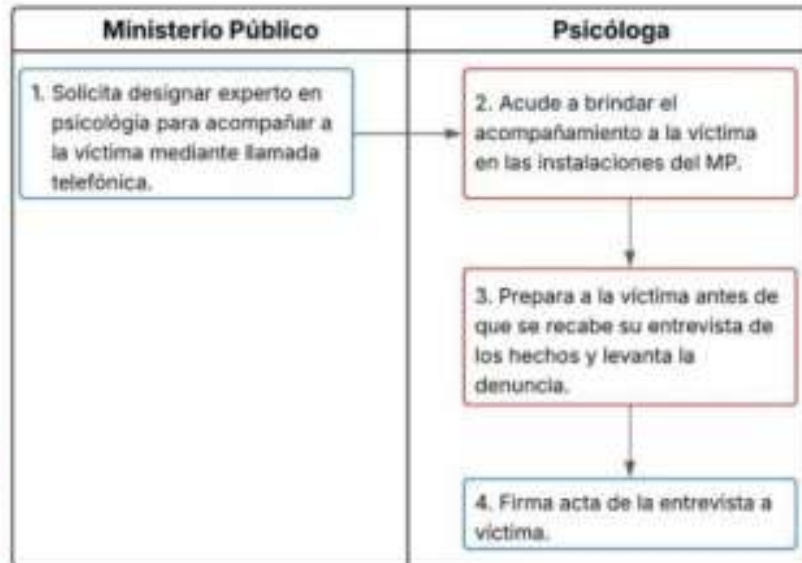 Ministerio Público
Psicóloga
1. Solicita designar experto en
psicológia para acompañar a
la víctima mediante llamada
telefónica.
2. Acude a brindar el
acompañamiento a la víctima
en las instalaciones del MP.
3. Prepara a la víctima antes de
que se recabe su entrevista de
los hechos y levanta la
denuncia.
4. Firma acta de la entrevista a
víctima.